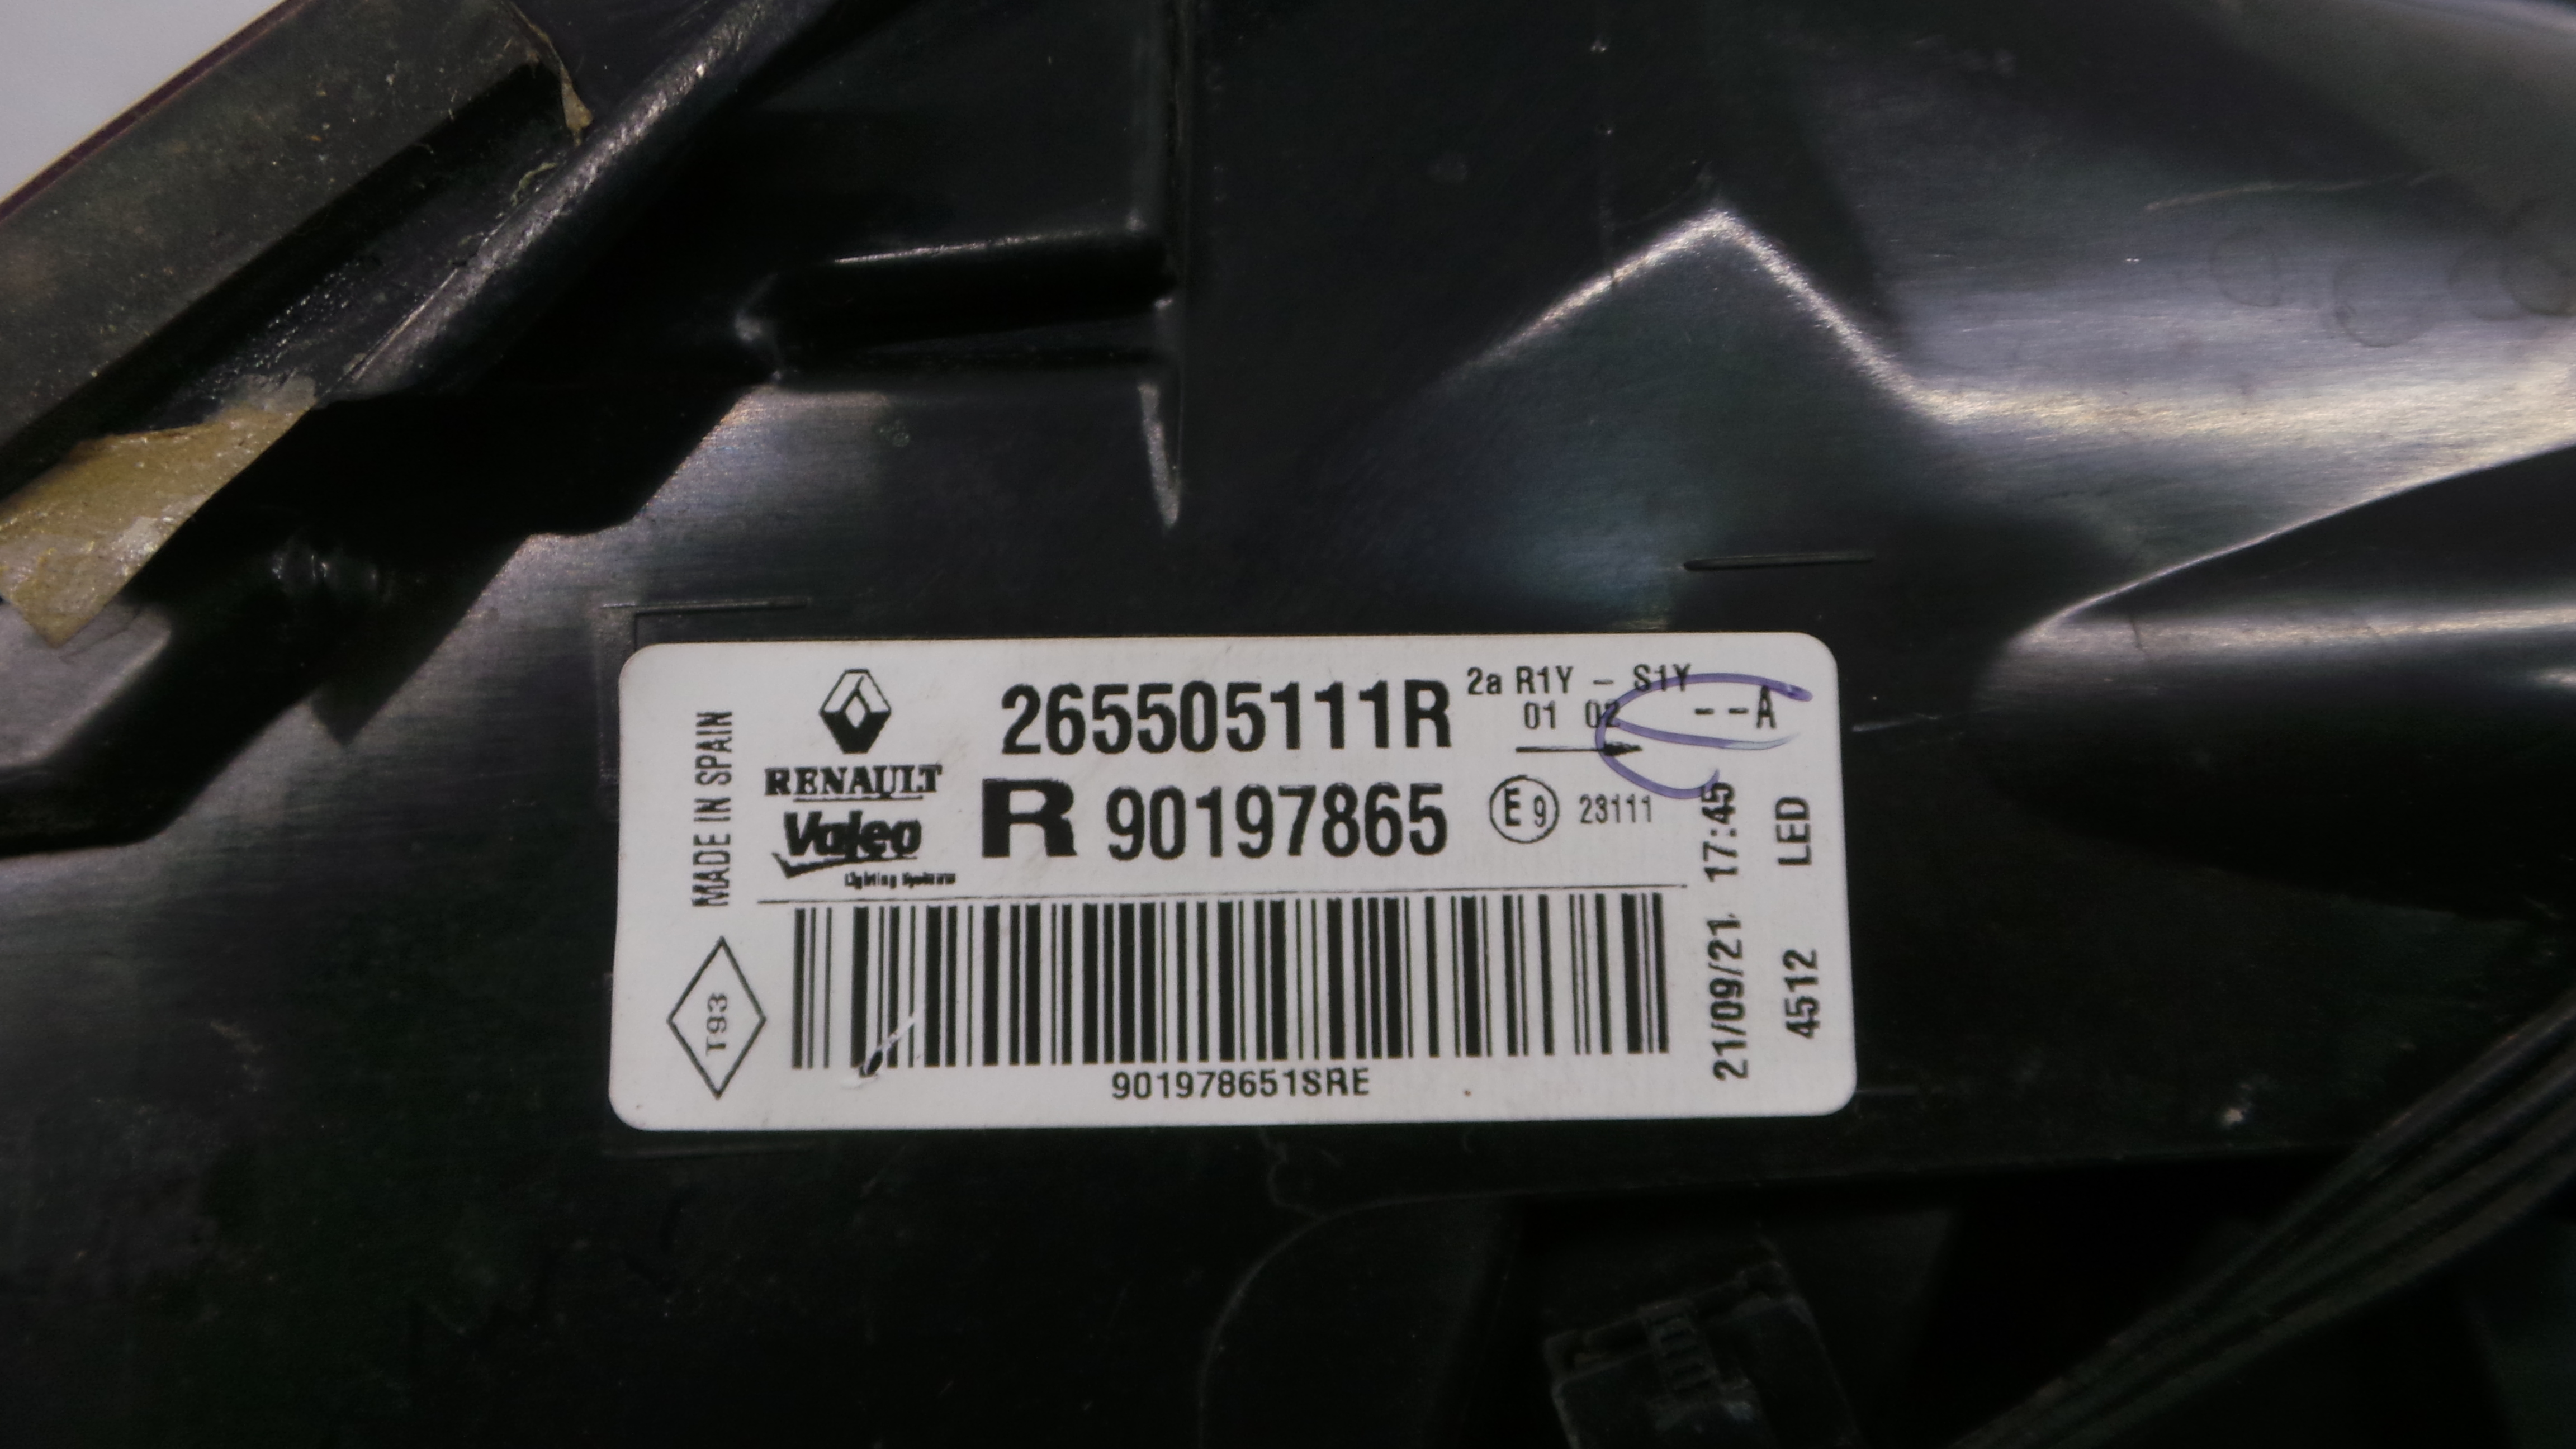 MADE IN SPAIN
RENAULT
Valeo
Lighting Systems
265505111R
R 90197865
2a R1Y - S1Y
01 02 --A
E9 23111
21/09/21 17:45
4512 LED
T93
901978651SRE